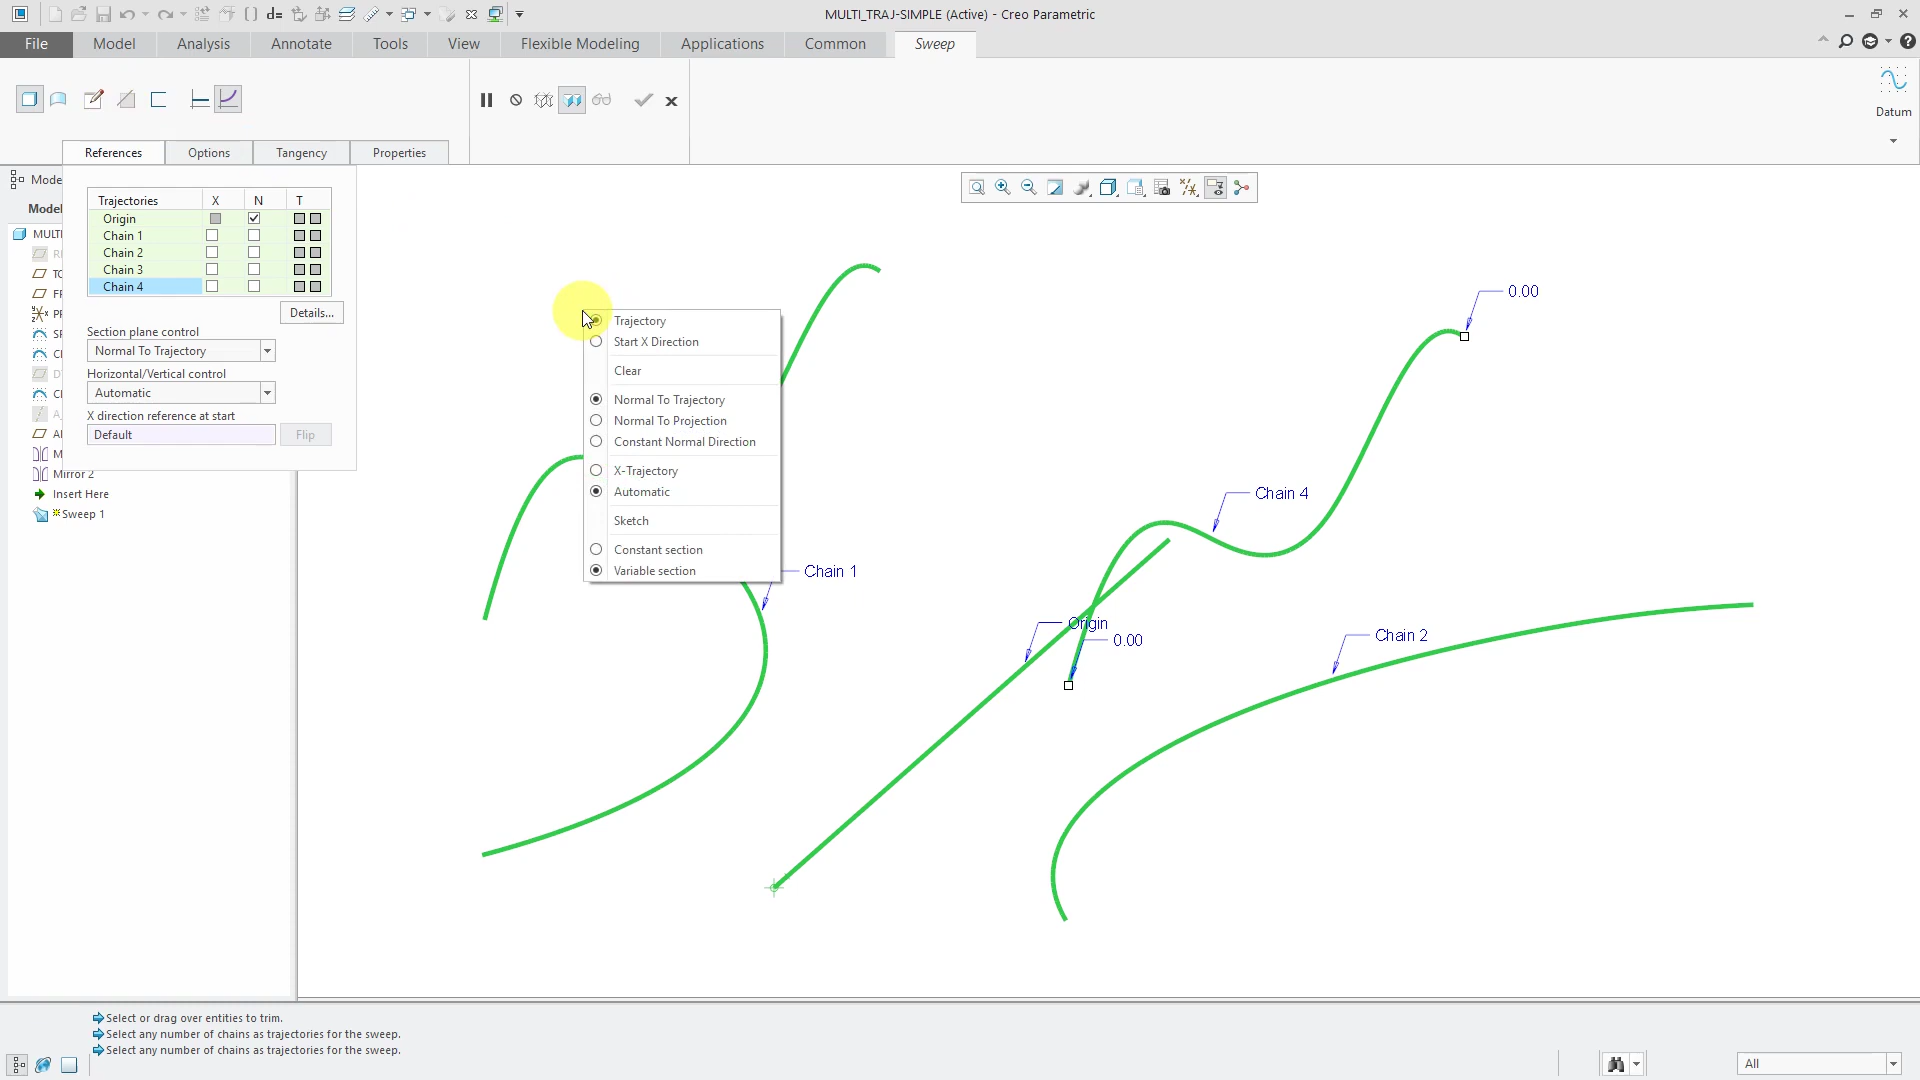 MULTI_TRAJ-SIMPLE (Active) - Creo Parametric
File Model Analysis Annotate Tools View Flexible Modeling Applications Common Sweep
Datum
References Options Tangency Properties
Mode
Model
MULTI
TO
Mirror 2
Insert Here
Sweep 1
Trajectories X N T
Origin
Chain 1
Chain 2
Chain 3
Chain 4
Details...
Section plane control
Normal To Trajectory
Horizontal/Vertical control
Automatic
X direction reference at start
Default Flip
Trajectory
Start X Direction
Clear
Normal To Trajectory
Normal To Projection
Constant Normal Direction
X-Trajectory
Automatic
Sketch
Constant section
Variable section
0.00
Chain 4
Chain 1
Origin
0.00
Chain 2
Select or drag over entities to trim.
Select any number of chains as trajectories for the sweep.
Select any number of chains as trajectories for the sweep.
All